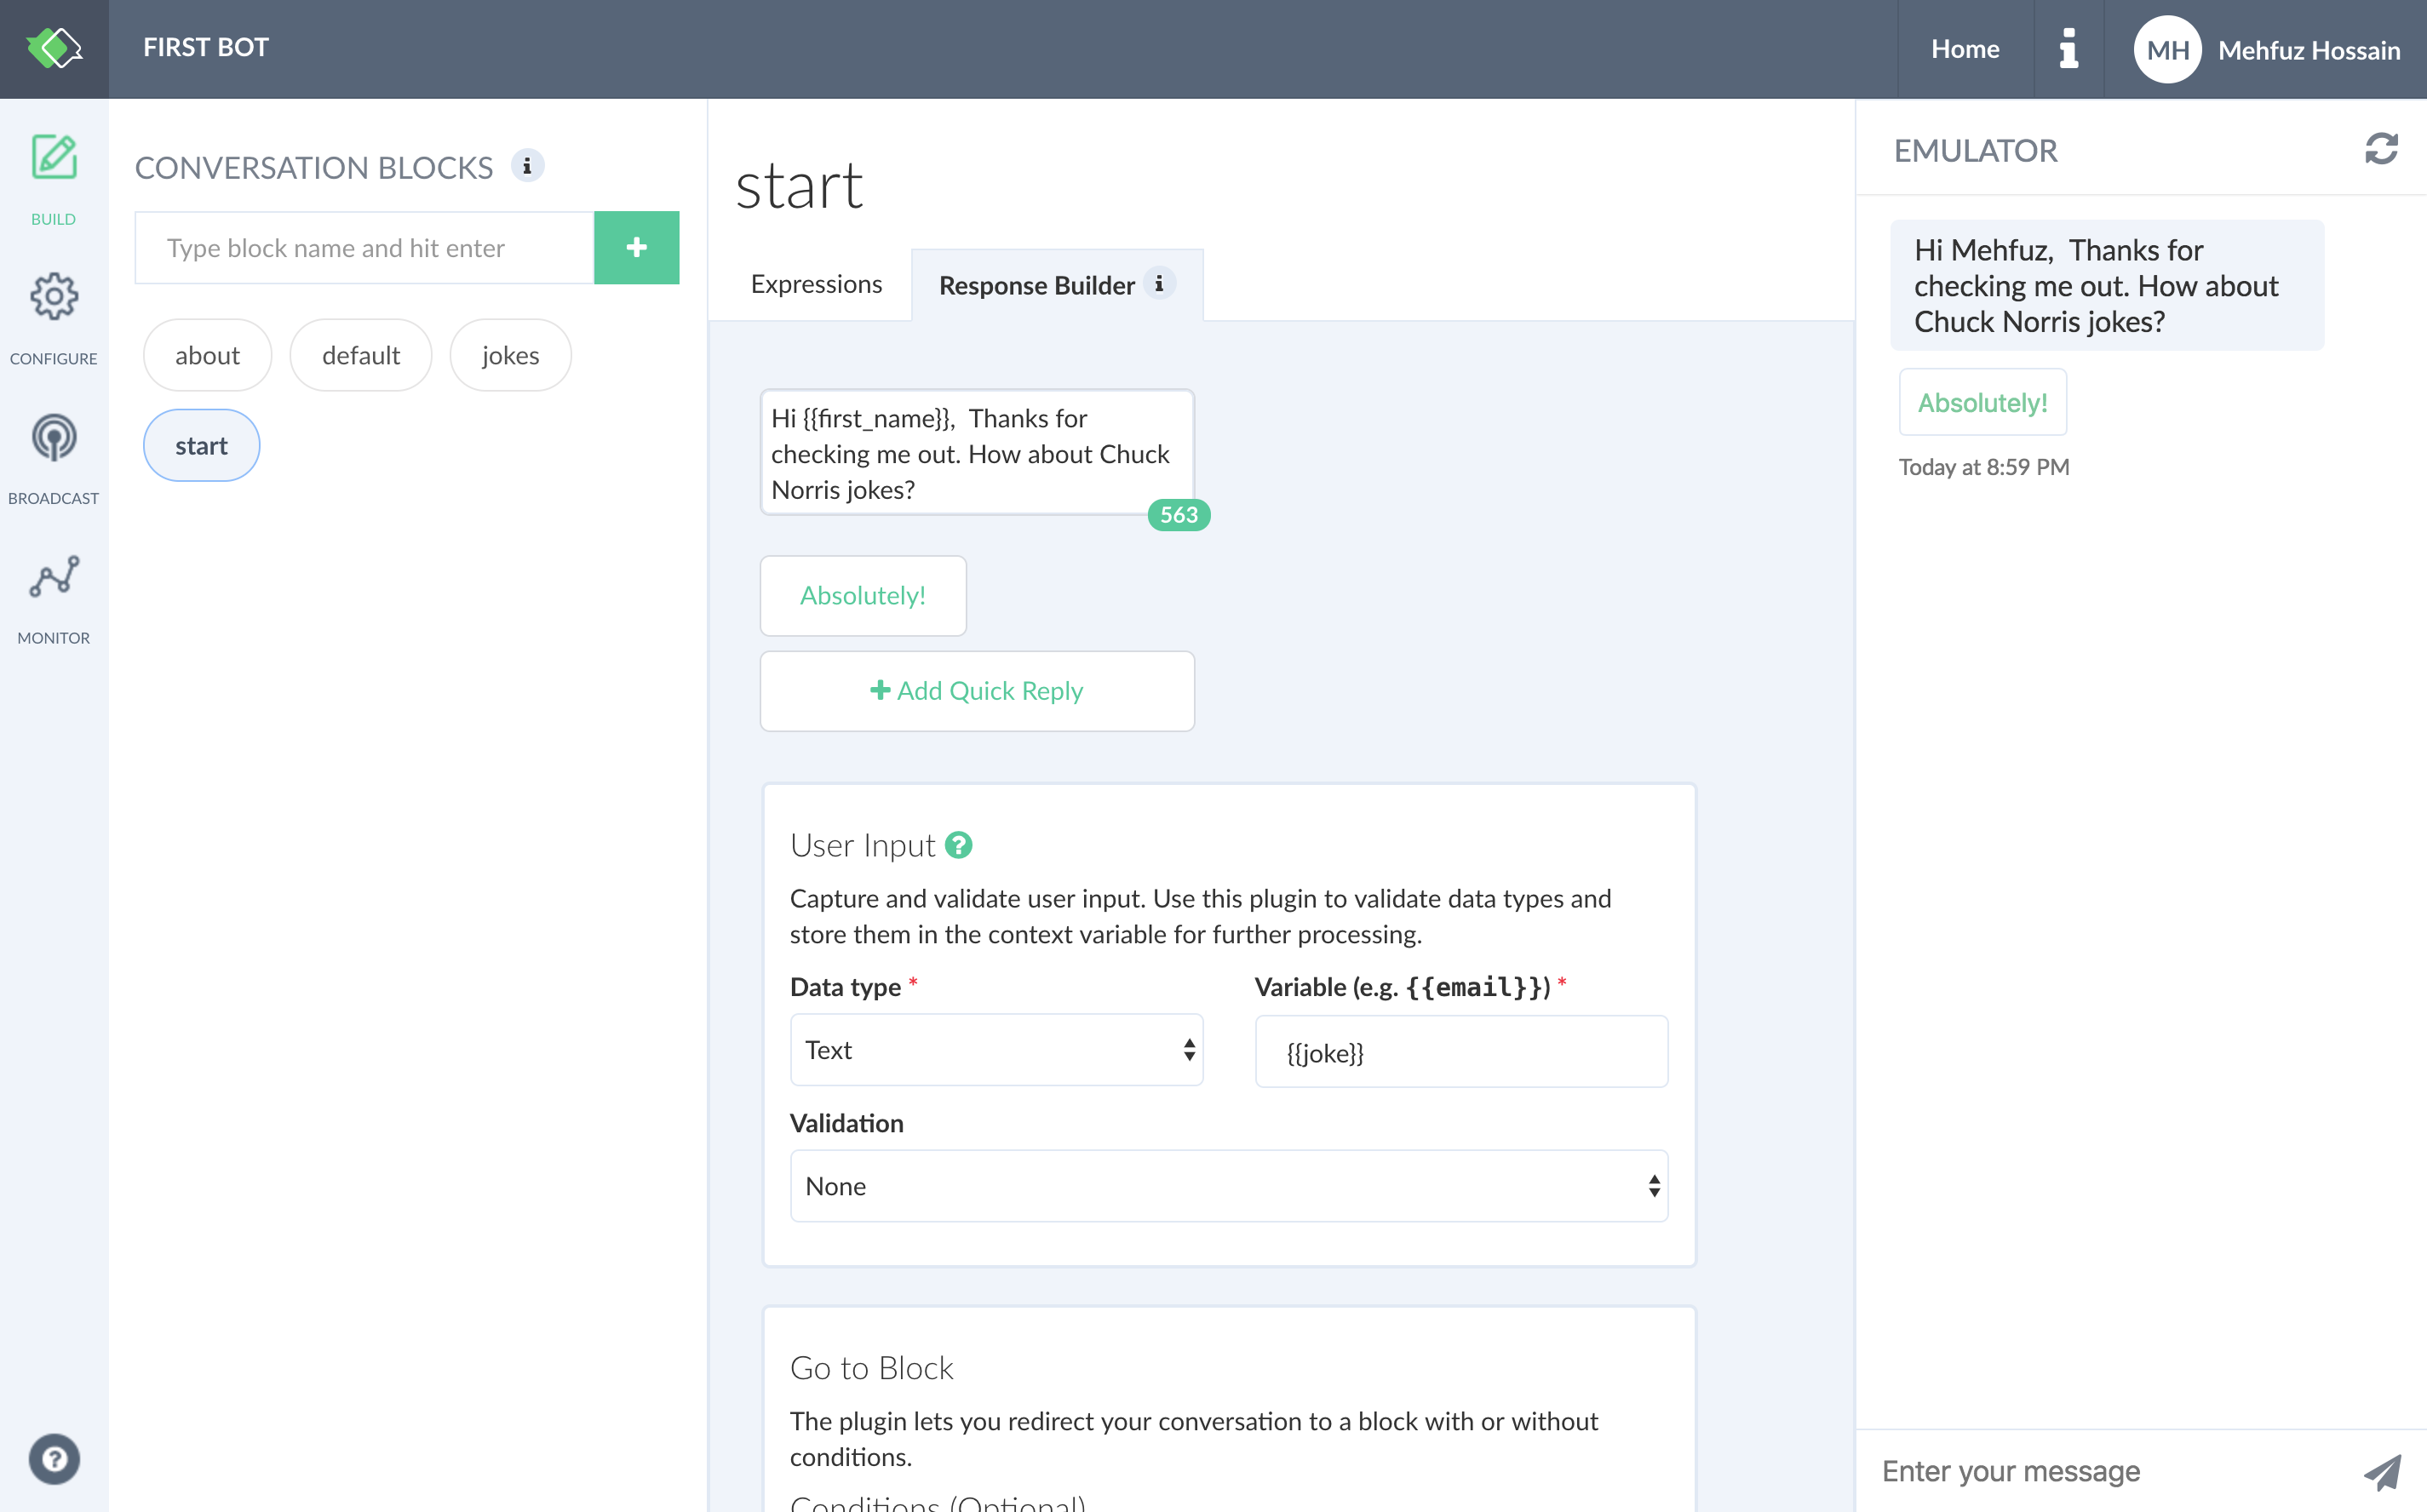 FIRST BOT
Home
MH
Mehfuz Hossain
BUILD
CONFIGURE
BROADCAST
MONITOR
CONVERSATION BLOCKS
Type block name and hit enter
about
default
jokes
start
start
Expressions
Response Builder
Hi {{first_name}},  Thanks for
checking me out. How about Chuck
Norris jokes?
563
Absolutely!
Add Quick Reply
User Input
Capture and validate user input. Use this plugin to validate data types and
store them in the context variable for further processing.
Data type *
Variable (e.g. {{email}}) *
Text
{{joke}}
Validation
None
Go to Block
The plugin lets you redirect your conversation to a block with or without
conditions.
Conditions (Optional)
EMULATOR
Hi Mehfuz,  Thanks for
checking me out. How about
Chuck Norris jokes?
Absolutely!
Today at 8:59 PM
Enter your message